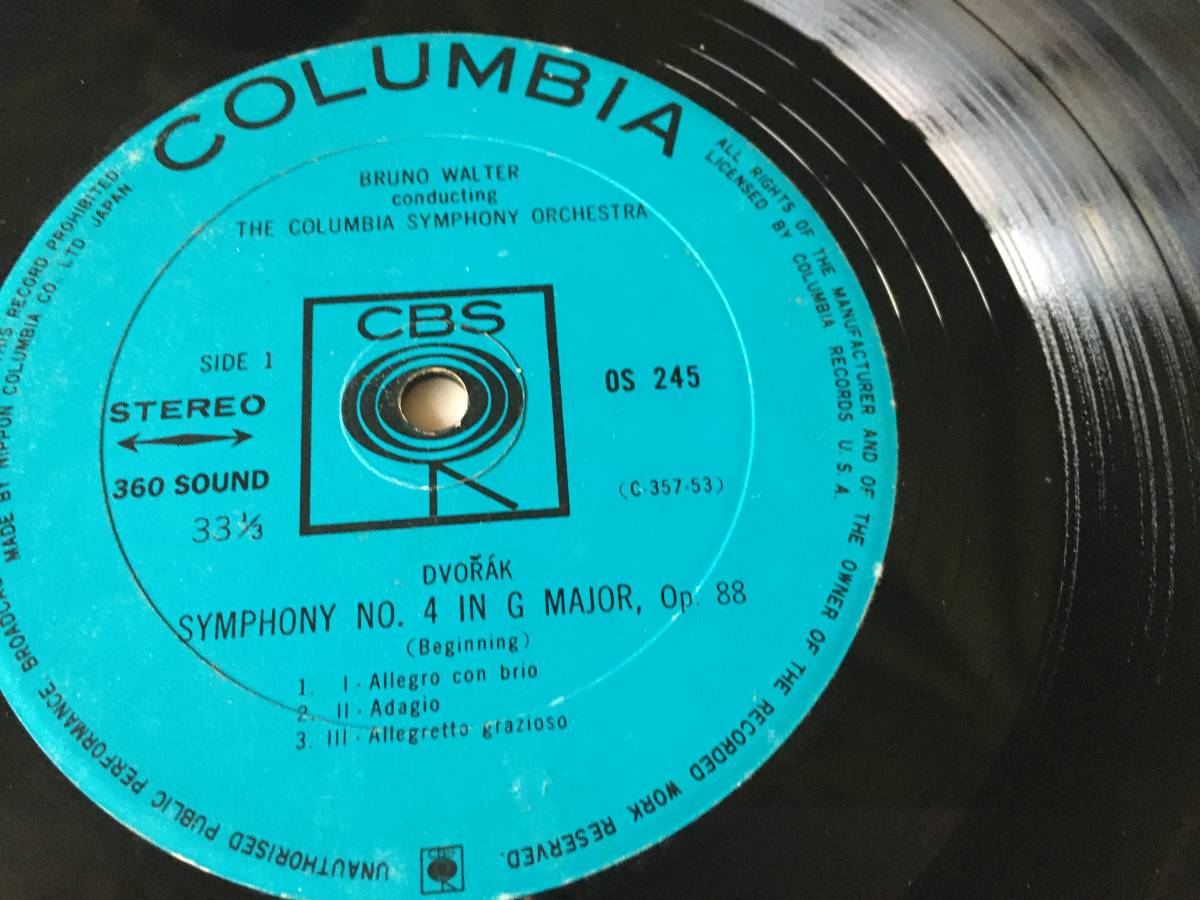 COLUMBIA
BRUNO WALTER
conducting
THE COLUMBIA SYMPHONY ORCHESTRA
CBS
SIDE 1
STEREO
360 SOUND
33⅓
OS 245
(C-357-53)
DVOŘÁK
SYMPHONY NO. 4 IN G MAJOR, Op. 88
(Beginning)
1. I. Allegro con brio
2. II. Adagio
3. III. Allegretto grazioso
ALL RIGHTS OF THE MANUFACTURER AND OF THE OWNER OF THE RECORDED WORK RESERVED.
LICENSED BY COLUMBIA RECORDS U.S.A.
CBS
UNAUTHORISED PUBLIC PERFORMANCE, RECORD PROHIBITED.
MADE BY NIPPON COLUMBIA CO., LTD JAPAN